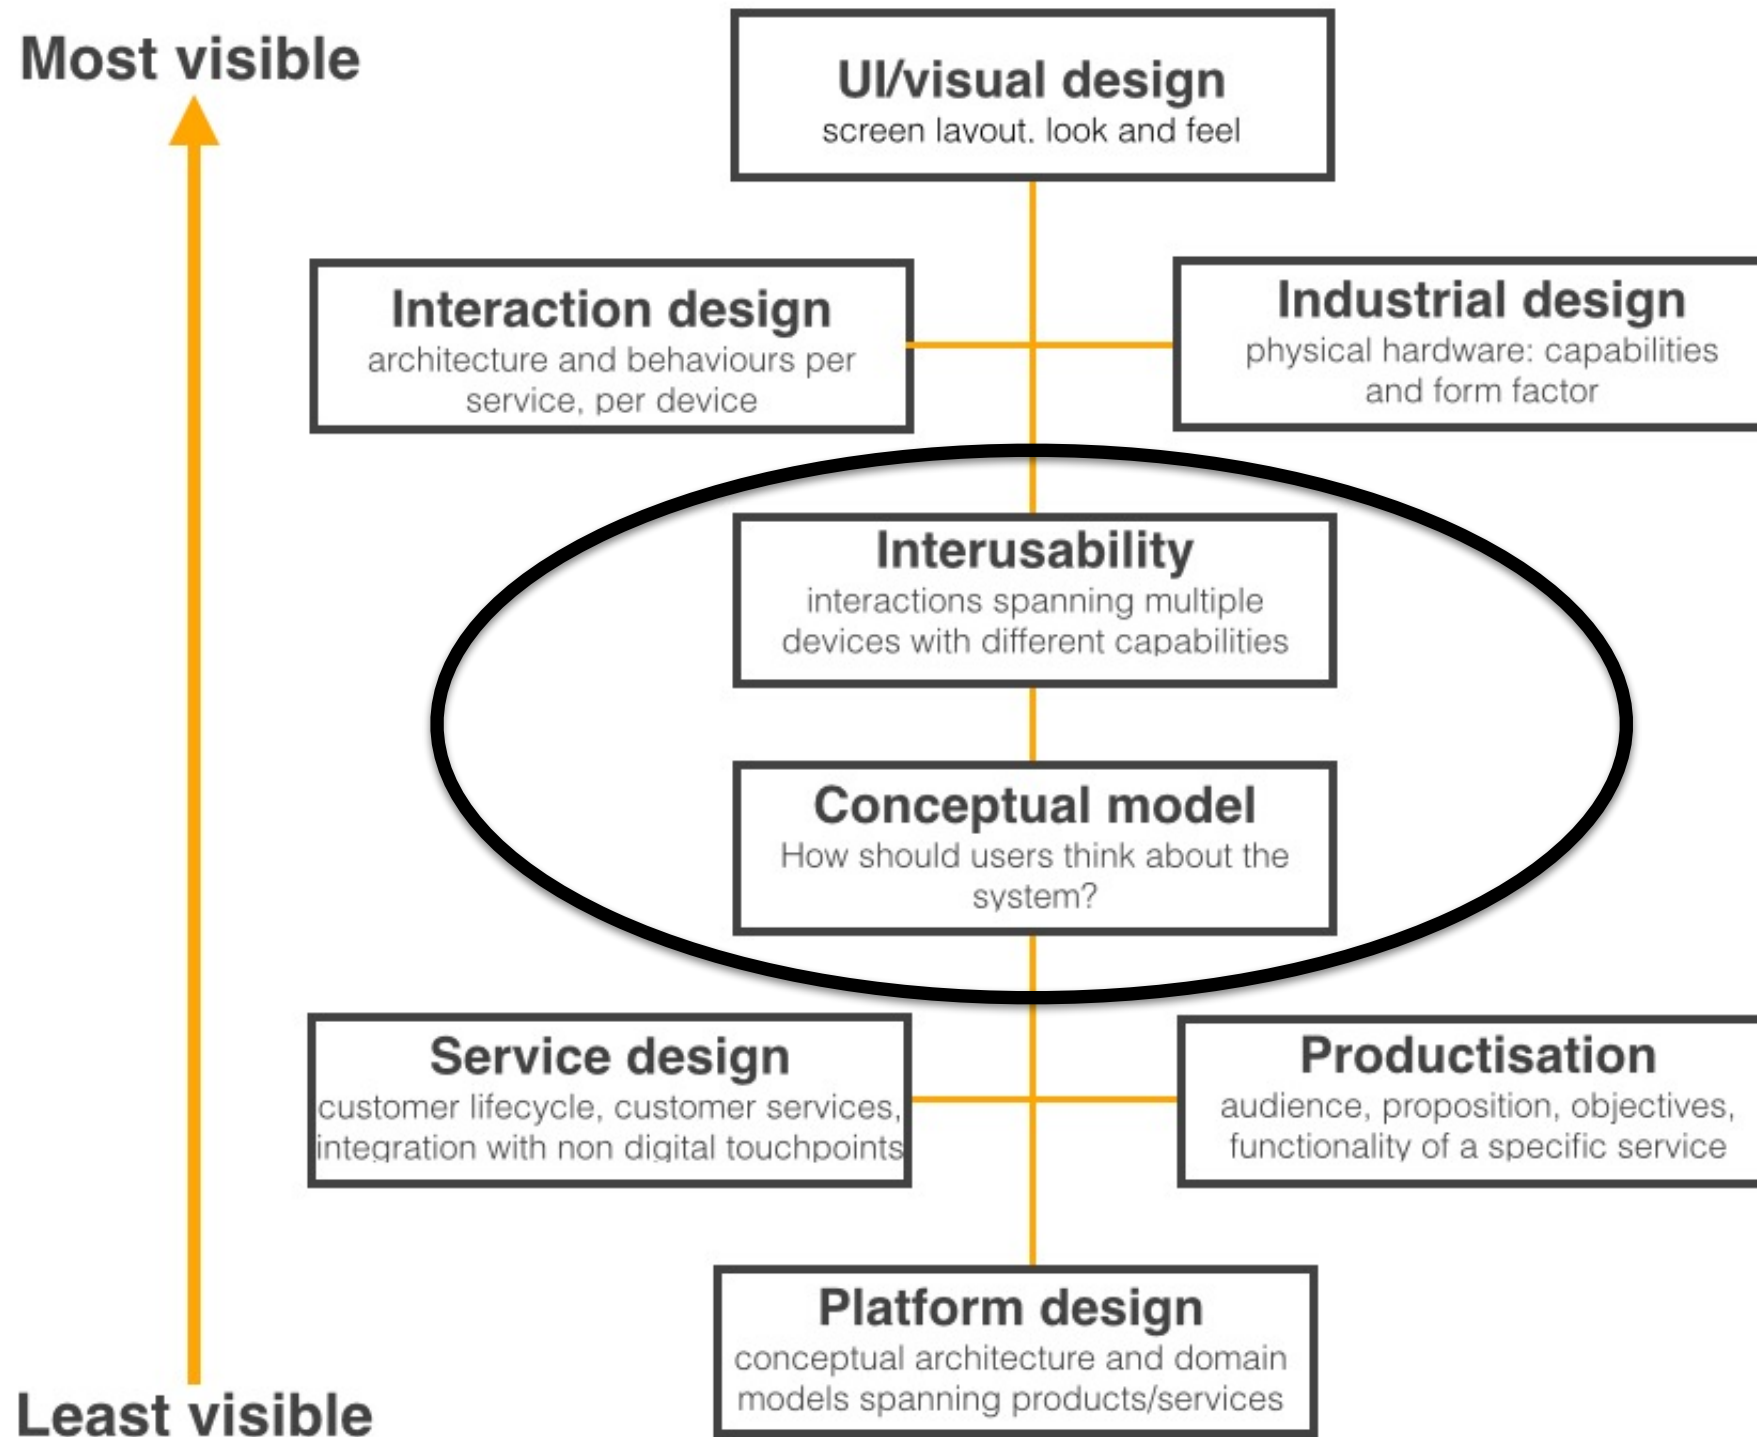 Most visible
UI/visual design
screen layout. look and feel
Interaction design
architecture and behaviours per
service, per device
Industrial design
physical hardware: capabilities
and form factor
Interusability
interactions spanning multiple
devices with different capabilities
Conceptual model
How should users think about the
system?
Service design
customer lifecycle, customer services,
integration with non digital touchpoints
Productisation
audience, proposition, objectives,
functionality of a specific service
Platform design
conceptual architecture and domain
models spanning products/services
Least visible